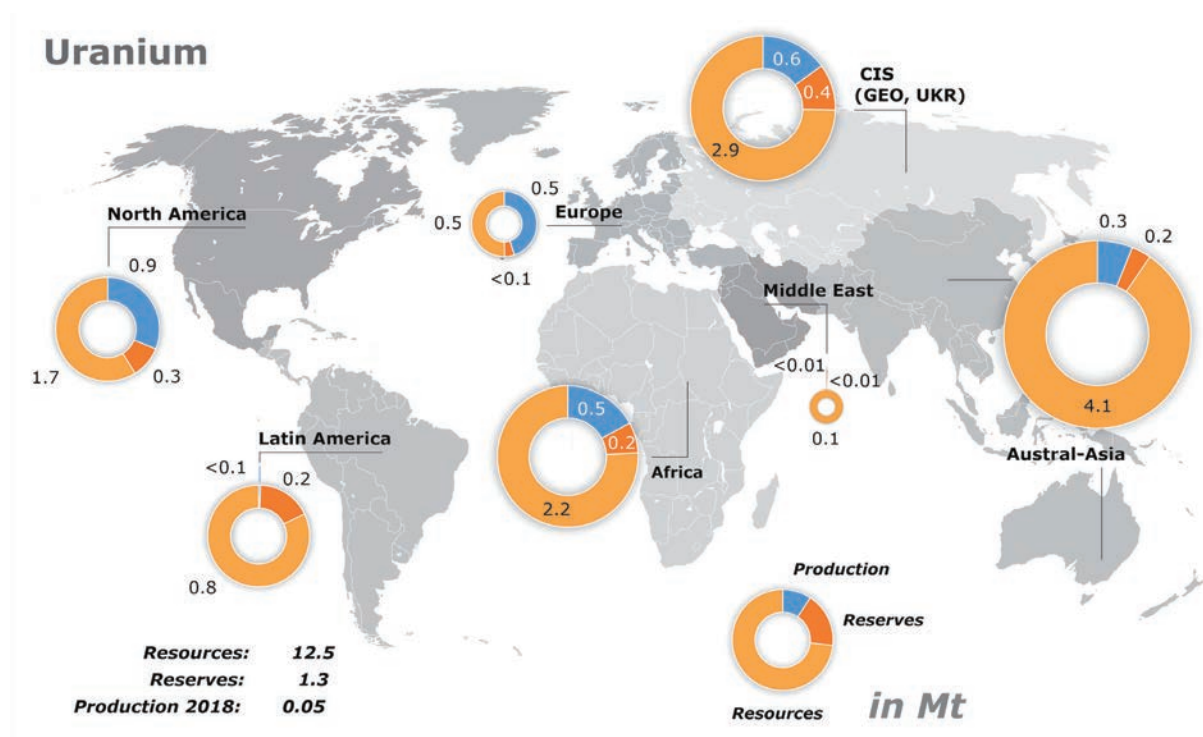 Uranium
0.6
CIS
(GEO, UKR)
0.4
2.9
0.5
Europe
0.5
<0.1
North America
0.9
1.7
0.3
0.3
0.2
4.1
Austral-Asia
Middle East
<0.01
<0.01
0.1
0.5
0.2
2.2
Africa
Latin America
<0.1
0.2
0.8
Production
Reserves
Resources
Resources: 12.5
Reserves: 1.3
Production 2018: 0.05
in Mt